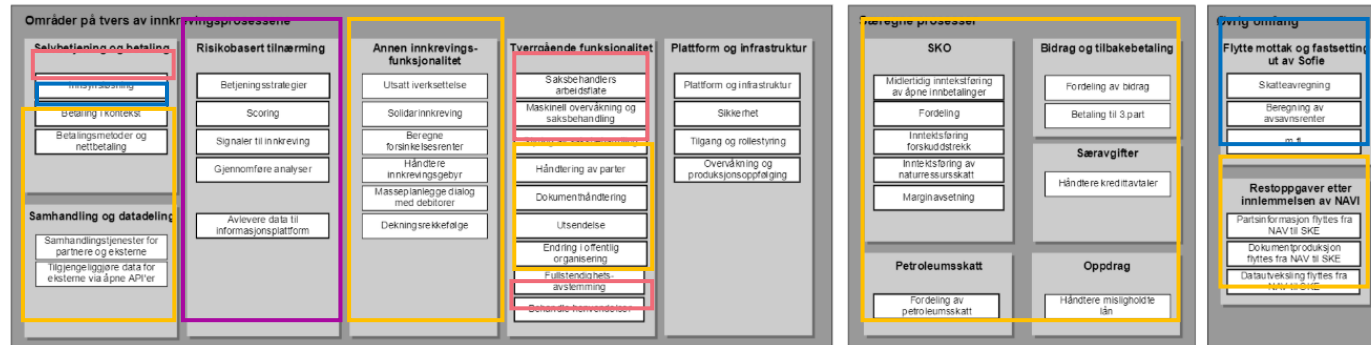 Områder på tvers av innkrevingsprosessene
Selvbetjening og betaling
Innsynsløsning
Betaling i kontekst
Betalingsmetoder og
nettbetaling
Samhandling og datadeling
Samhandlingstjenester for
partnere og eksterne
Tilgjengeliggjøre data for
eksterne via åpne API'er
Risikobasert tilnærming
Betjeningsstrategier
Scoring
Signaler til innkreving
Gjennomføre analyser
Avlevere data til
informasjonsplattform
Annen innkrevings-
funksjonalitet
Utsatt iverksettelse
Solidarinnkreving
Beregne
forsinkelsesrenter
Håndtere
innkrevingsgebyr
Masseplanlegge dialog
med debitorer
Dekningsrekkefølge
Tverrgående funksjonalitet
Saksbehandlers
arbeidsflate
Maskinell overvåkning og
saksbehandling
Håndtering av parter
Dokumenthåndtering
Utsendelse
Endring i offentlig
organisering
Fullstendighets-
avstemming
Behandle henvendelser
Plattform og infrastruktur
Plattform og infrastruktur
Sikkerhet
Tilgang og rollestyring
Overvåkning og
produksjonsoppfølging
Særegne prosesser
SKO
Midlertidig inntekstføring
av åpne innbetalinger
Fordeling
Inntektsføring
forskuddstrekk
Inntektsføring av
naturressursskatt
Marginavsetning
Petroleumsskatt
Fordeling av
petroleumsskatt
Bidrag og tilbakebetaling
Fordeling av bidrag
Betaling til 3.part
Særavgifter
Håndtere kredittavtaler
Oppdrag
Håndtere misligholdte
lån
Øvrig omfang
Flytte mottak og fastsetting
ut av Sofie
Skatteavregning
Beregning av
avsavnsrenter
m.fl.
Restoppgaver etter
innlemmelsen av NAVI
Partsinformasjon flyttes fra
NAV til SKE
Dokumentproduksjon
flyttes fra NAV til SKE
Datautveksling flyttes fra
NAV til SKE